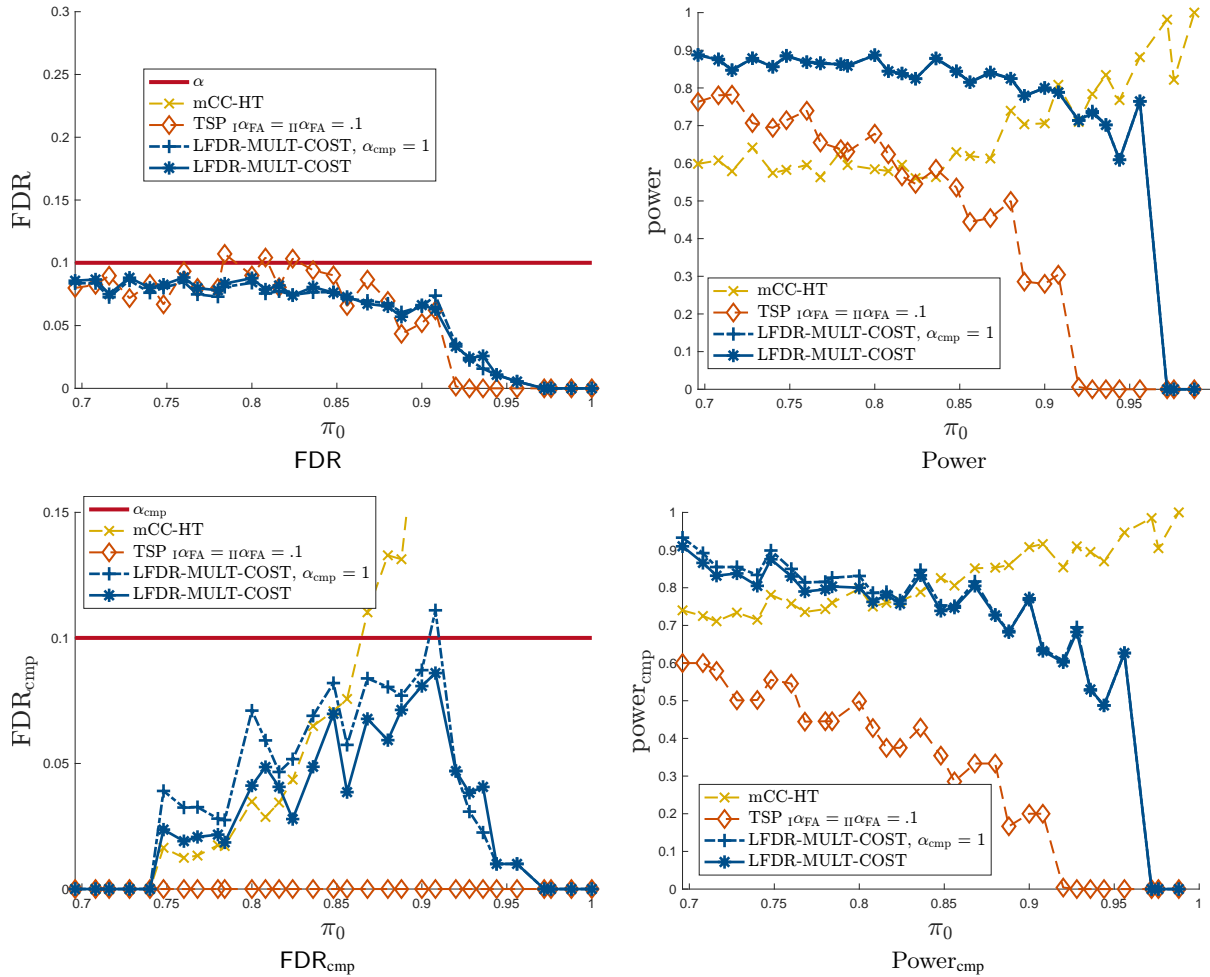 0.3
0.25
0.2
0.15
0.1
0.05
0
FDR
α
mCC-HT
TSP IαFA = IIαFA = .1
LFDR-MULT-COST, αcmp = 1
LFDR-MULT-COST
0.7 0.75 0.8 0.85 0.9 0.95 1
π0
FDR
1
0.9
0.8
0.7
0.6
0.5
0.4
0.3
0.2
0.1
0
power
mCC-HT
TSP IαFA = IIαFA = .1
LFDR-MULT-COST, αcmp = 1
LFDR-MULT-COST
0.7 0.75 0.8 0.85 0.9 0.95
π0
Power
0.15
0.1
0.05
0
FDRcmp
αcmp
mCC-HT
TSP IαFA = IIαFA = .1
LFDR-MULT-COST, αcmp = 1
LFDR-MULT-COST
0.7 0.75 0.8 0.85 0.9 0.95 1
π0
FDRcmp
1
0.9
0.8
0.7
0.6
0.5
0.4
0.3
0.2
0.1
0
powercmp
mCC-HT
TSP IαFA = IIαFA = .1
LFDR-MULT-COST, αcmp = 1
LFDR-MULT-COST
0.7 0.75 0.8 0.85 0.9 0.95 1
π0
Powercmp